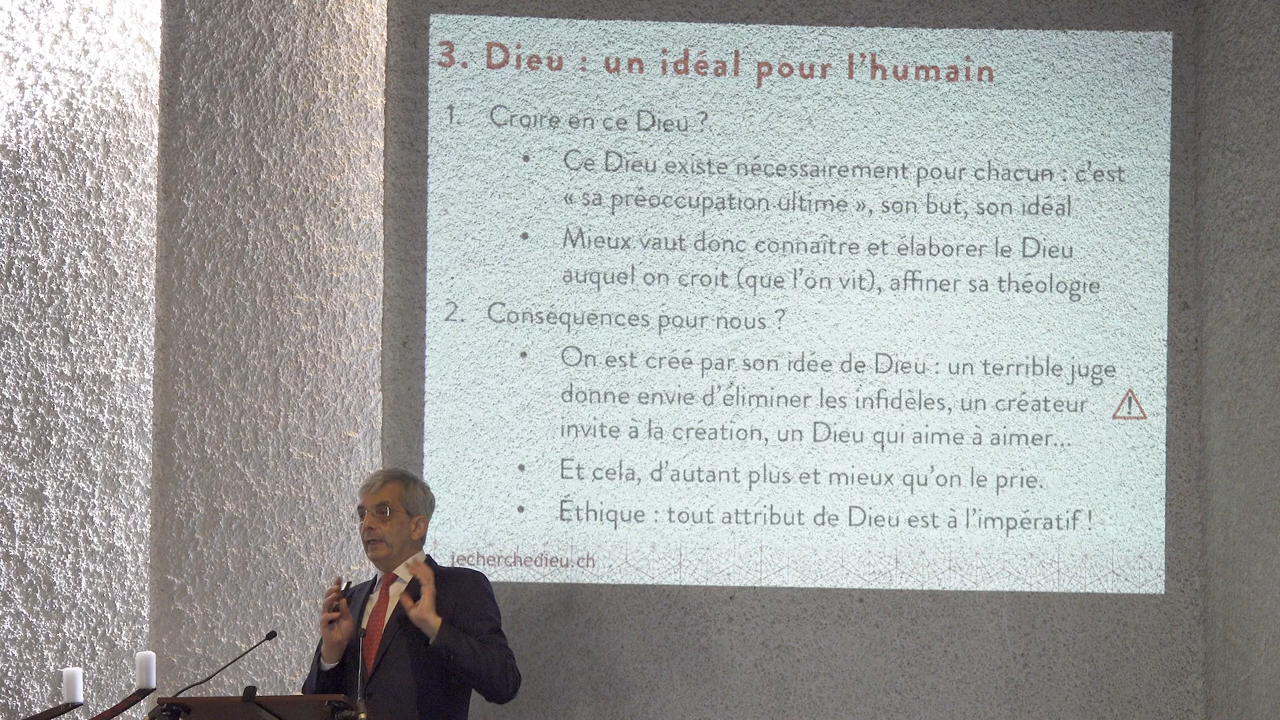 3. Dieu : un idéal pour l'humain
1. Croire en ce Dieu ?
• Ce Dieu existe nécessairement pour chacun : c'est
« sa préoccupation ultime », son but, son idéal
• Mieux vaut donc connaître et élaborer le Dieu
auquel on croit (que l'on vit), affiner sa théologie
2. Conséquences pour nous ?
• On est créé par son idée de Dieu : un terrible juge
donne envie d'éliminer les infidèles, un créateur
invite à la création, un Dieu qui aime à aimer...
• Et cela, d'autant plus et mieux qu'on le prie.
• Éthique : tout attribut de Dieu est à l'impératif !
jecherchedieu.ch